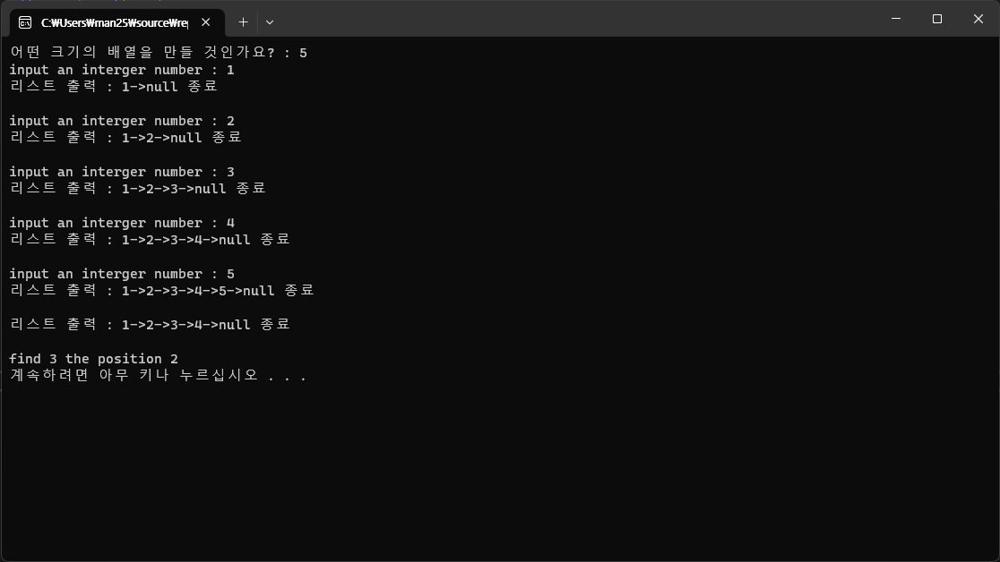 C:₩Users₩man25₩source₩rep
어떤 크기의 배열을 만들 것인가요? : 5
input an interger number : 1
리스트 출력 : 1->null 종료
input an interger number : 2
리스트 출력 : 1->2->null 종료
input an interger number : 3
리스트 출력 : 1->2->3->null 종료
input an interger number : 4
리스트 출력 : 1->2->3->4->null 종료
input an interger number : 5
리스트 출력 : 1->2->3->4->5->null 종료
리스트 출력 : 1->2->3->4->null 종료
find 3 the position 2
계속하려면 아무 키나 누르십시오 . . .